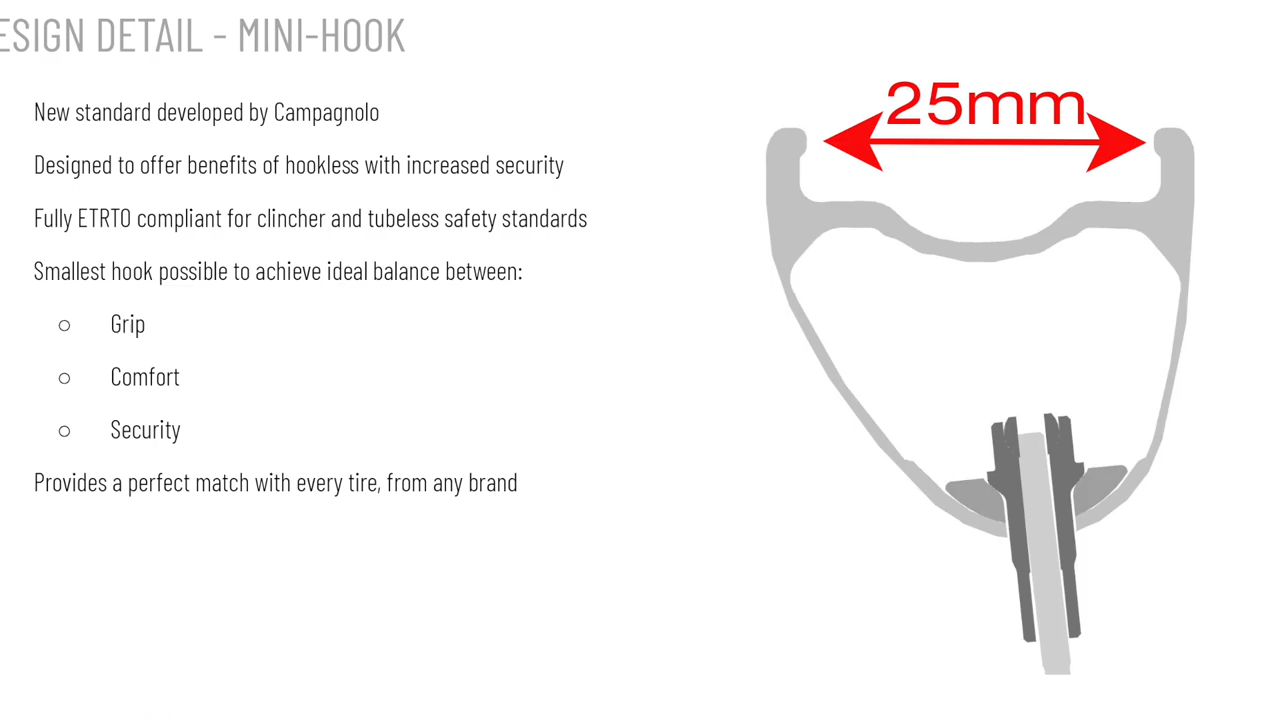 ESIGN DETAIL - MINI-HOOK
New standard developed by Campagnolo
Designed to offer benefits of hookless with increased security
Fully ETRTO compliant for clincher and tubeless safety standards
Smallest hook possible to achieve ideal balance between:
○ Grip
○ Comfort
○ Security
Provides a perfect match with every tire, from any brand
25mm